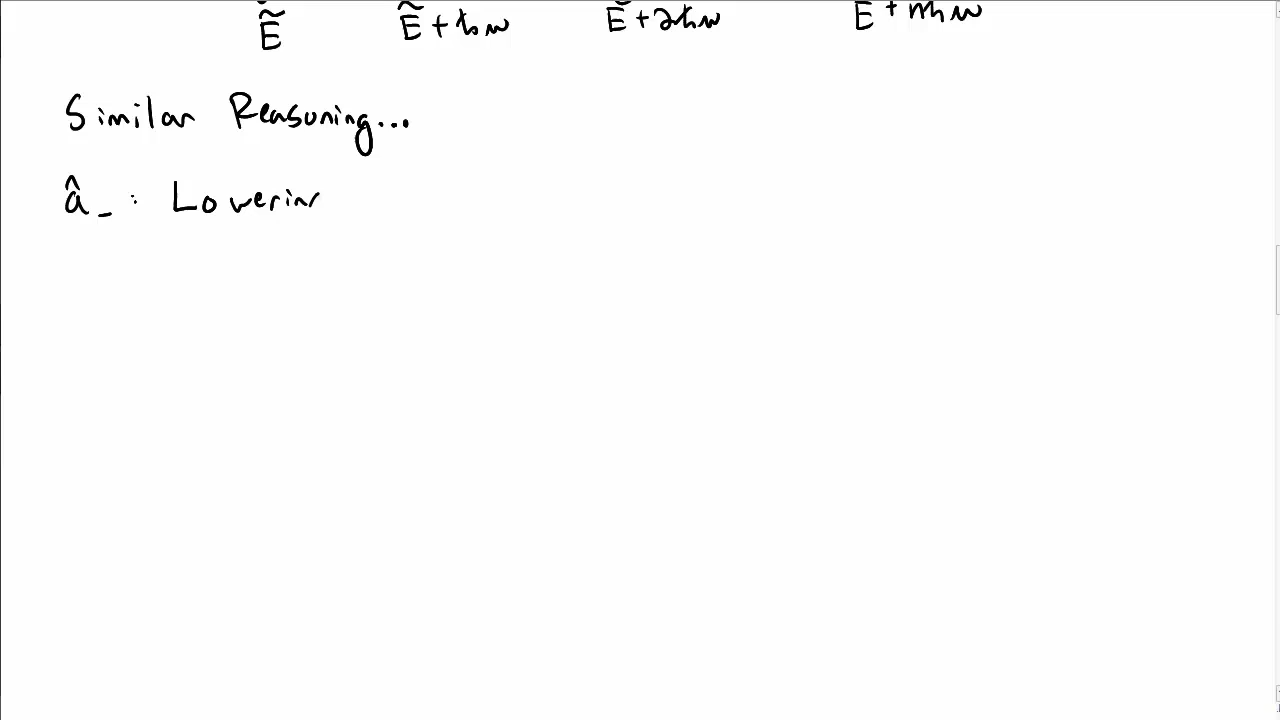 Ẽ Ẽ + ħω Ẽ + 2ħω E + mħω
Similar Reasoning...
â₋ : Lowerin